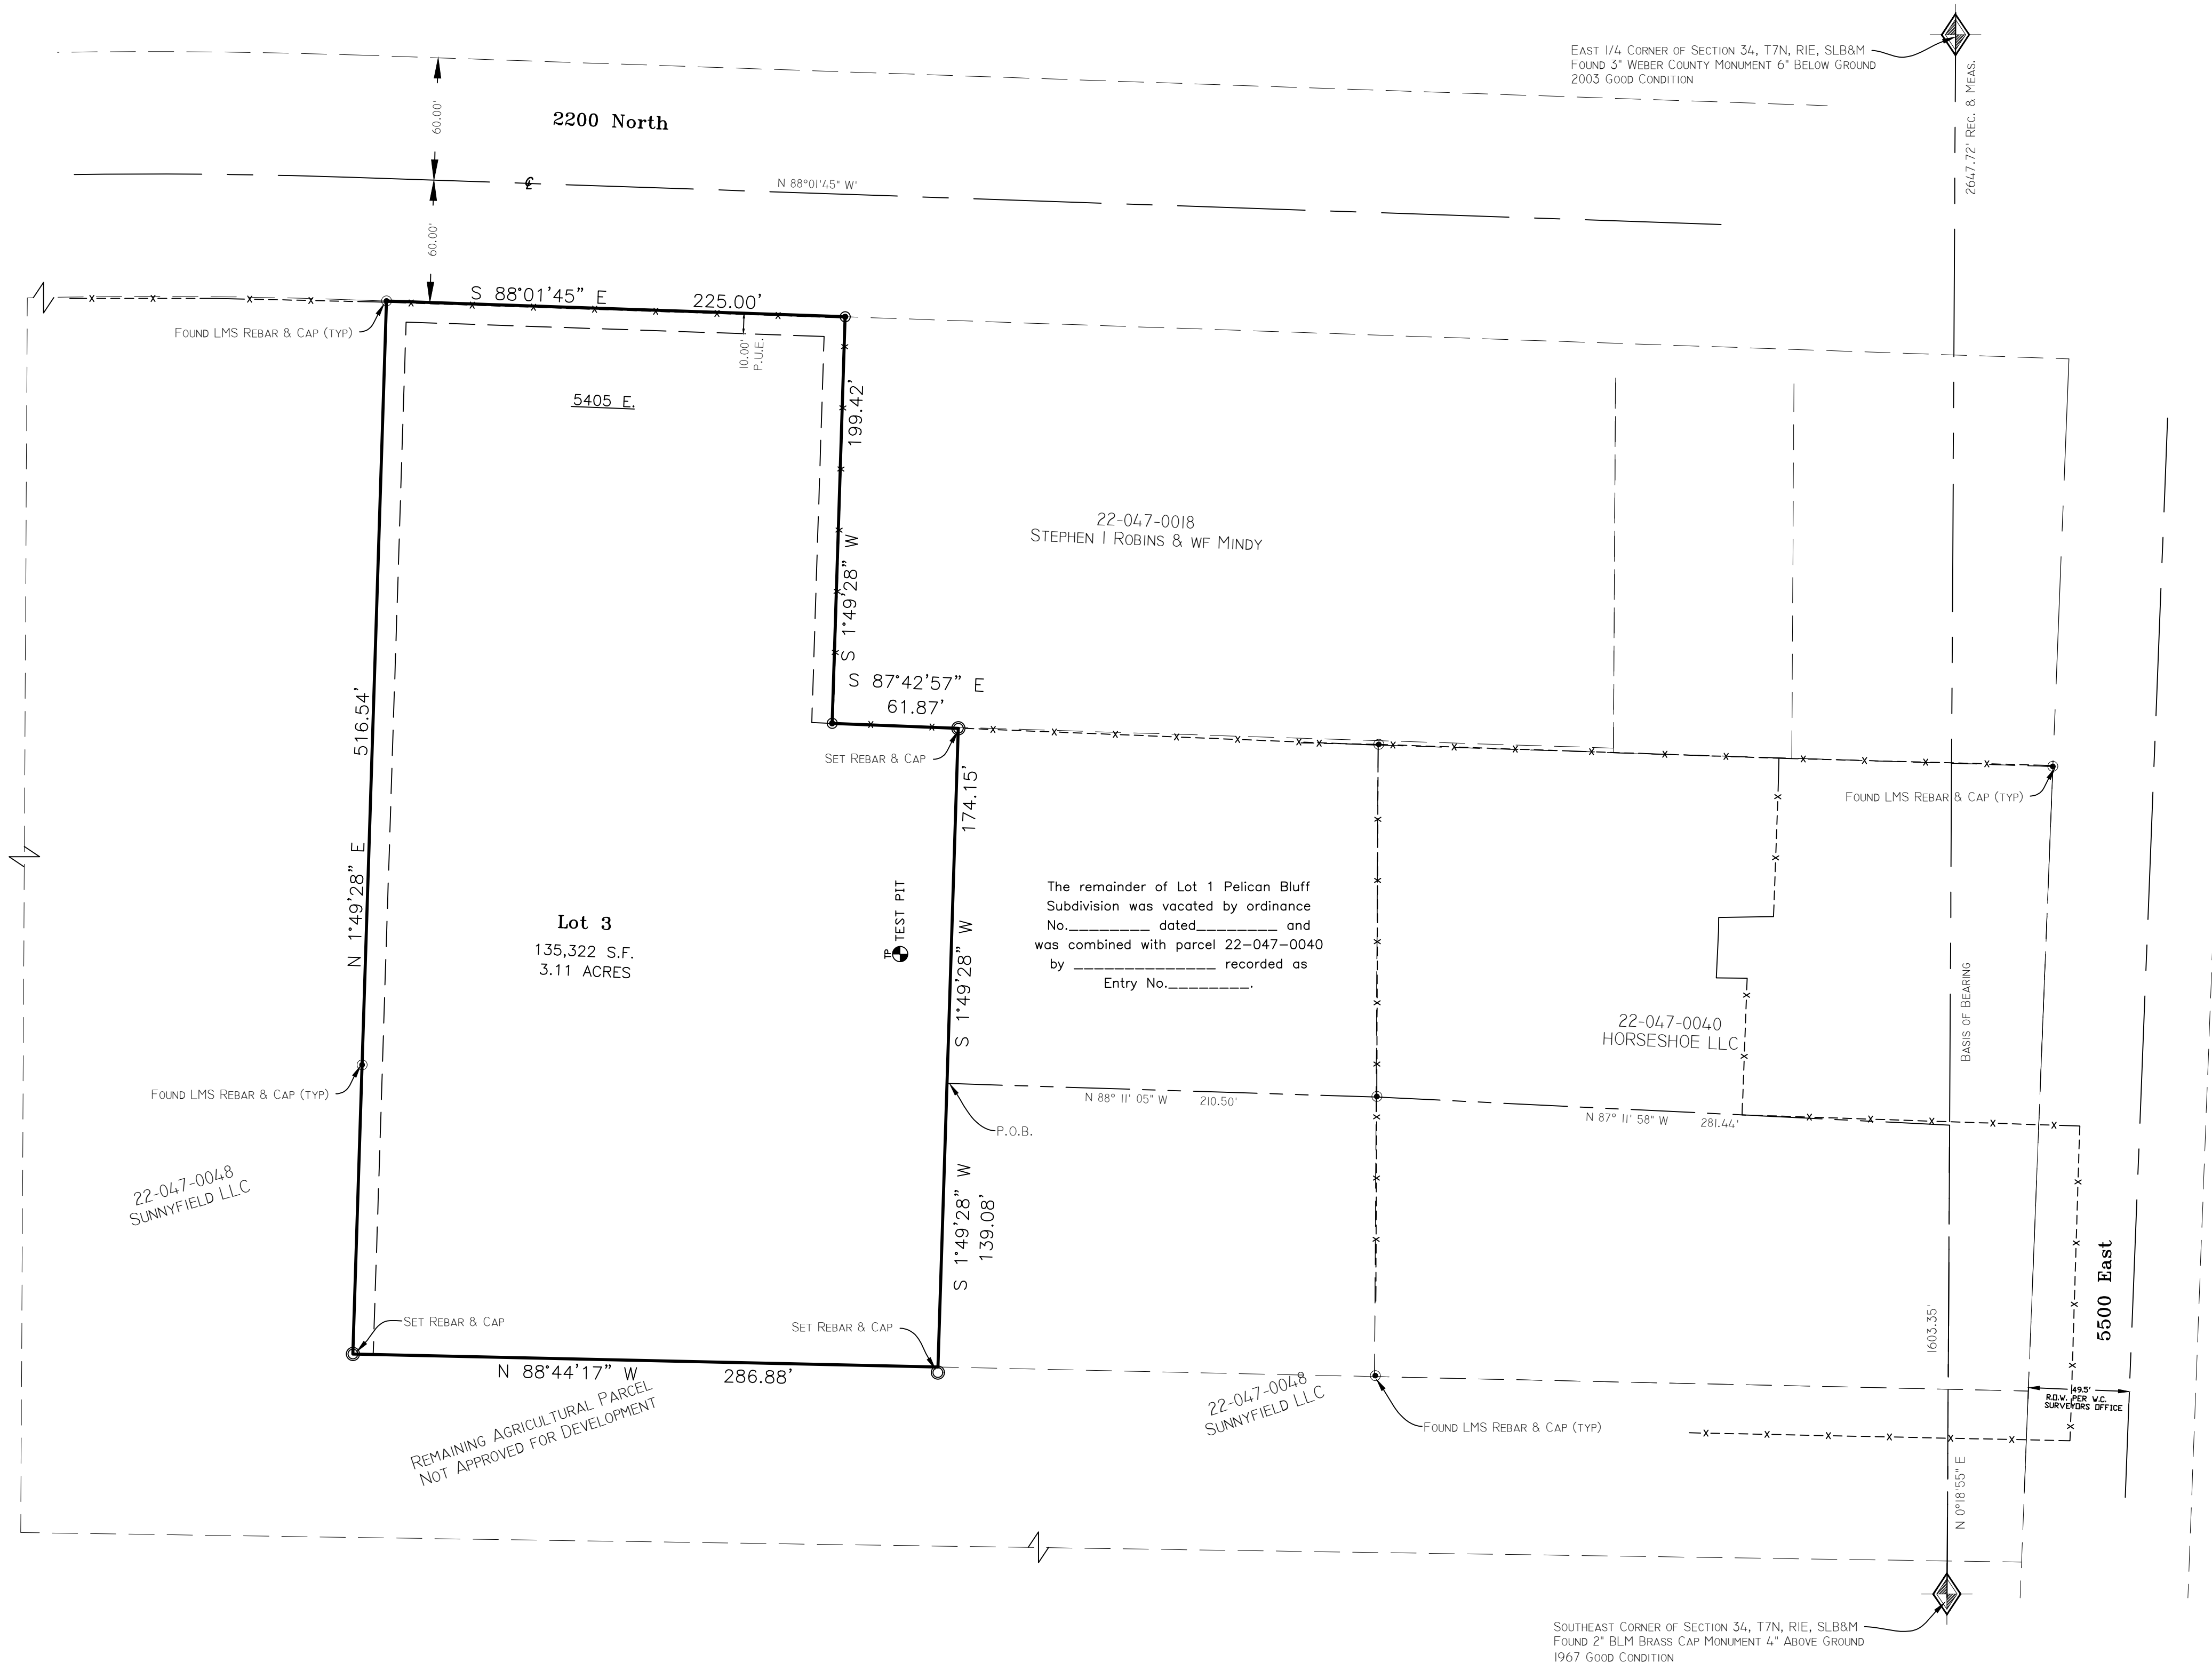 EAST 1/4 CORNER OF SECTION 34, T7N, R1E, SLB&M
FOUND 3" WEBER COUNTY MONUMENT 6" BELOW GROUND
2003 GOOD CONDITION
2647.72' REC. & MEAS.
60.00'
2200 North
N 88°01'45" W'
60.00'
S 88°01'45" E
225.00'
FOUND LMS REBAR & CAP (TYP)
10.00'
P.U.E.
5405 E.
199.42'
S 1°49'28" W
22-047-0018
STEPHEN I ROBINS & WF MINDY
S 87°42'57" E
61.87'
SET REBAR & CAP
174.15'
S 1°49'28" W
516.54'
N 1°49'28" E
FOUND LMS REBAR & CAP (TYP)
The remainder of Lot 1 Pelican Bluff
Subdivision was vacated by ordinance
No.________ dated________ and
was combined with parcel 22-047-0040
by ______________ recorded as
Entry No.________.
Lot 3
135,322 S.F.
3.11 ACRES
TP
TEST PIT
BASIS OF BEARING
22-047-0040
HORSESHOE LLC
FOUND LMS REBAR & CAP (TYP)
N 88° 11' 05" W
210.50'
N 87° 11' 58" W
281.44'
P.O.B.
22-047-0048
SUNNYFIELD LLC
S 1°49'28" W
139.08'
SET REBAR & CAP
SET REBAR & CAP
N 88°44'17" W
286.88'
REMAINING AGRICULTURAL PARCEL
NOT APPROVED FOR DEVELOPMENT
22-047-0048
SUNNYFIELD LLC
FOUND LMS REBAR & CAP (TYP)
1603.35'
5500 East
49.5'
R.O.W. PER W.C.
SURVEYORS OFFICE
N 0°18'55" E
SOUTHEAST CORNER OF SECTION 34, T7N, R1E, SLB&M
FOUND 2" BLM BRASS CAP MONUMENT 4" ABOVE GROUND
1967 GOOD CONDITION